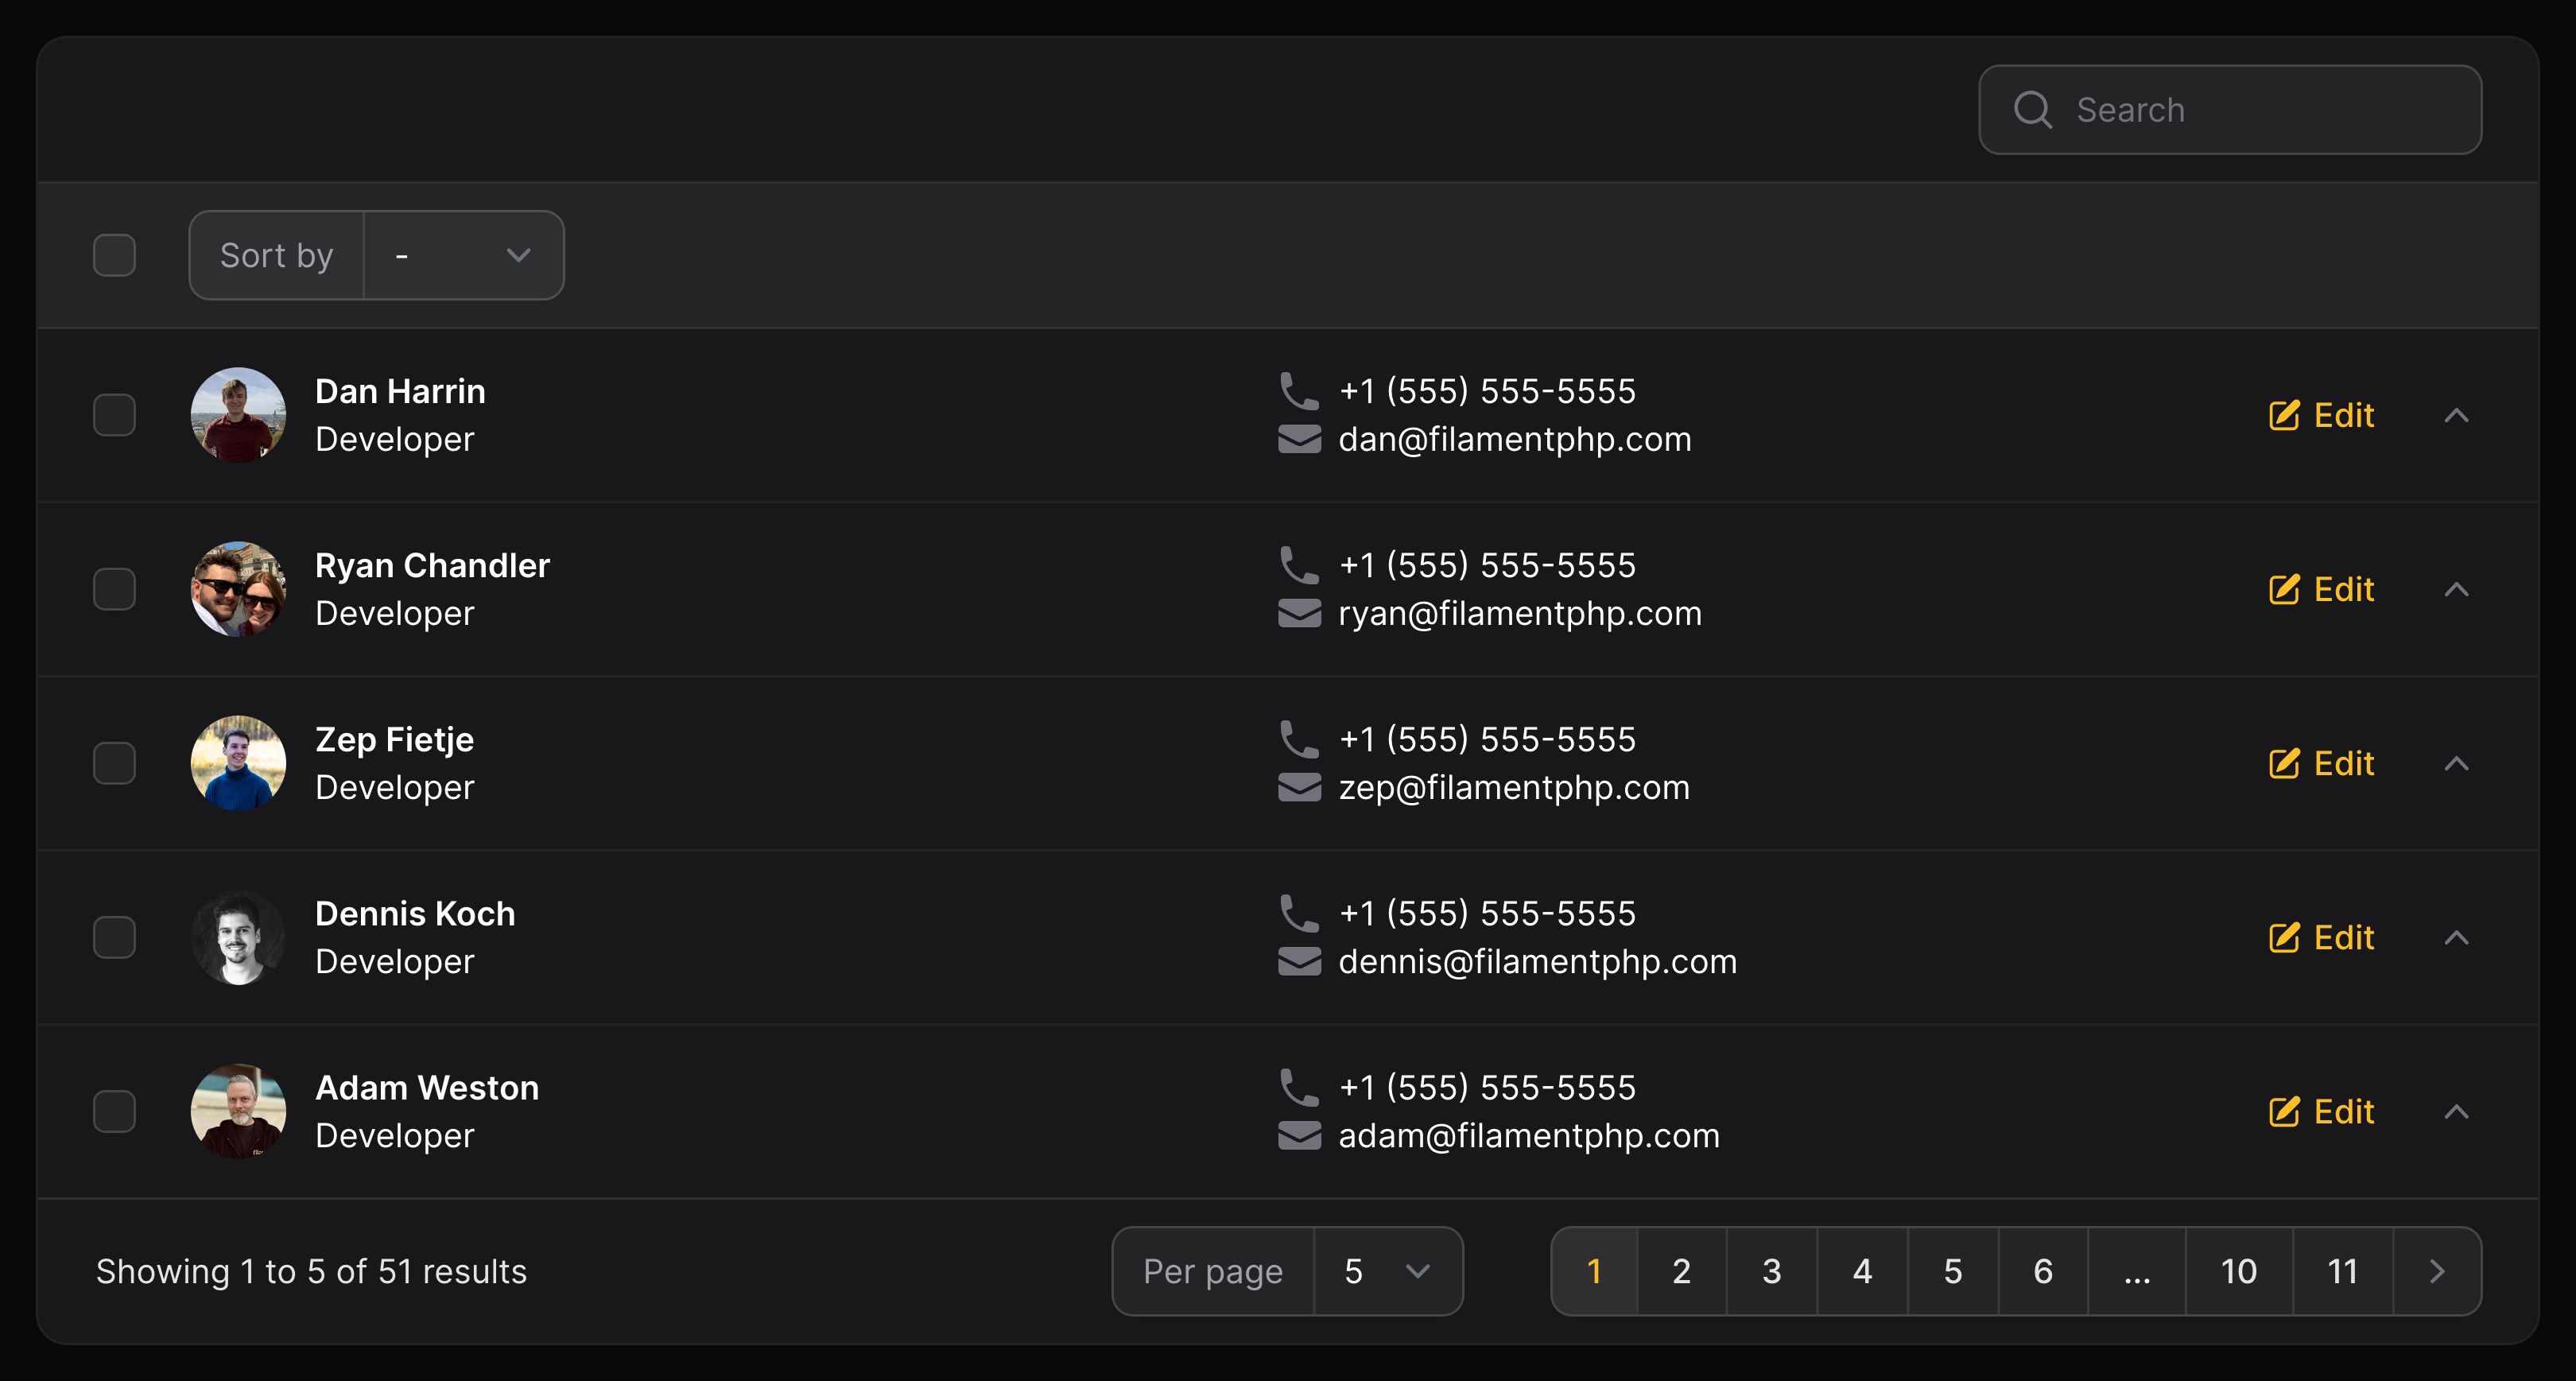 Search
Sort by -
Dan Harrin
Developer
+1 (555) 555-5555
dan@filamentphp.com
Edit
Ryan Chandler
Developer
+1 (555) 555-5555
ryan@filamentphp.com
Edit
Zep Fietje
Developer
+1 (555) 555-5555
zep@filamentphp.com
Edit
Dennis Koch
Developer
+1 (555) 555-5555
dennis@filamentphp.com
Edit
Adam Weston
Developer
+1 (555) 555-5555
adam@filamentphp.com
Edit
Showing 1 to 5 of 51 results
Per page 5
1 2 3 4 5 6 ... 10 11